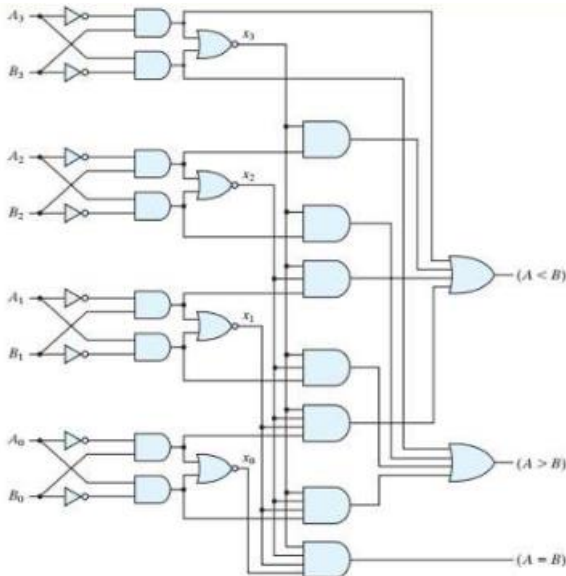 A₃
x₃
B₃
A₂
x₂
B₂
(A < B)
A₁
x₁
B₁
A₀
x₀
(A > B)
B₀
(A = B)